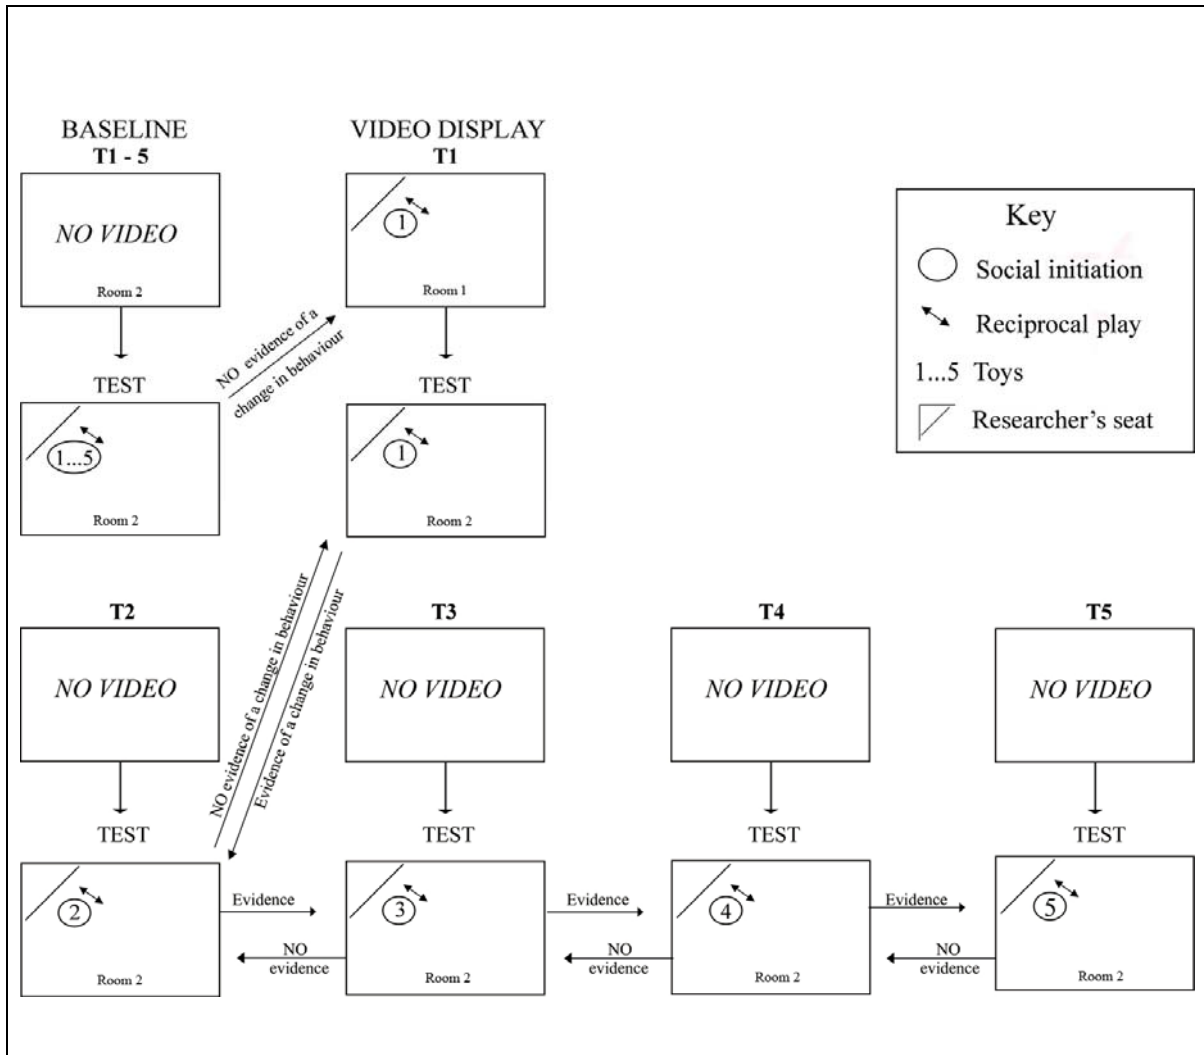 BASELINE
T1 - 5
NO VIDEO
Room 2
TEST
1...5
Room 2
NO evidence of a
change in behaviour
VIDEO DISPLAY
T1
1
Room 1
TEST
1
Room 2
Key
Social initiation
Reciprocal play
1...5 Toys
Researcher's seat
NO evidence of a change in behaviour
Evidence of a change in behaviour
T2
NO VIDEO
TEST
2
Room 2
Evidence
NO
evidence
T3
NO VIDEO
TEST
3
Room 2
Evidence
NO
evidence
T4
NO VIDEO
TEST
4
Room 2
Evidence
NO
evidence
T5
NO VIDEO
TEST
5
Room 2